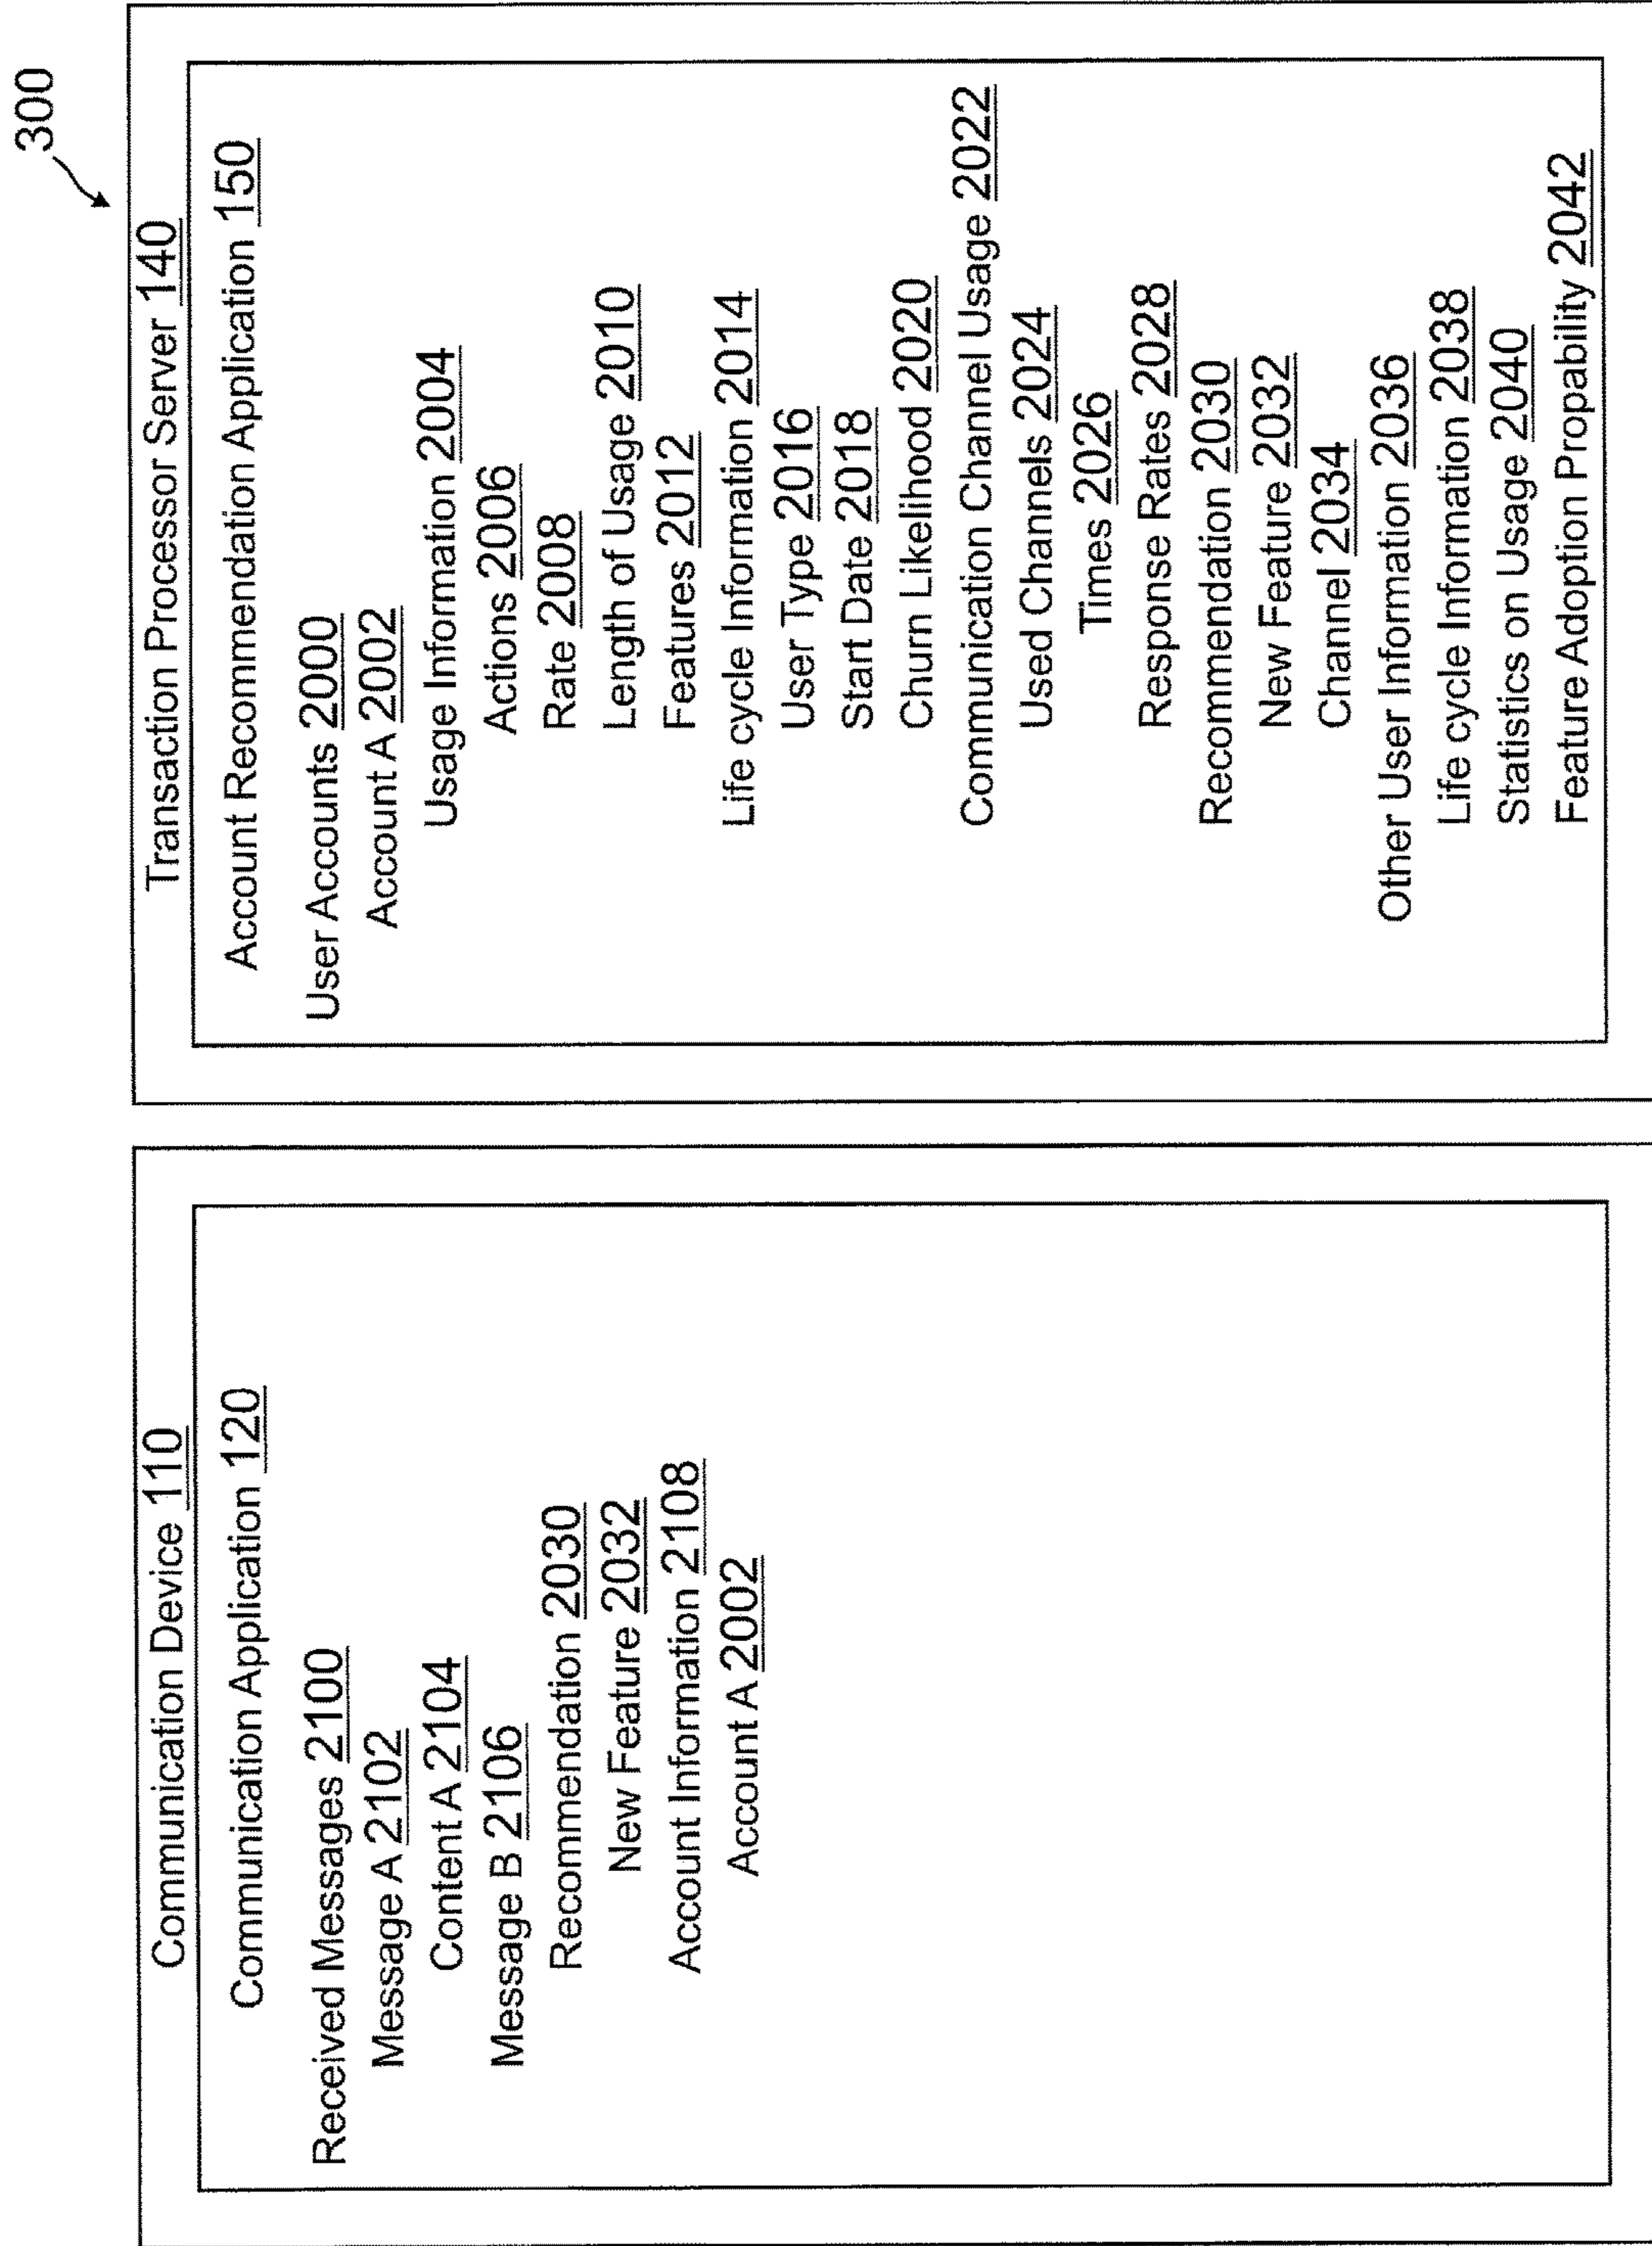 300
Communication Device 110
Communication Application 120
Received Messages 2100
Message A 2102
Content A 2104
Message B 2106
Recommendation 2030
New Feature 2032
Account Information 2108
Account A 2002
Transaction Processor Server 140
Account Recommendation Application 150
User Accounts 2000
Account A 2002
Usage Information 2004
Actions 2006
Rate 2008
Length of Usage 2010
Features 2012
Life cycle Information 2014
User Type 2016
Start Date 2018
Churn Likelihood 2020
Communication Channel Usage 2022
Used Channels 2024
Times 2026
Response Rates 2028
Recommendation 2030
New Feature 2032
Channel 2034
Other User Information 2036
Life cycle Information 2038
Statistics on Usage 2040
Feature Adoption Propability 2042